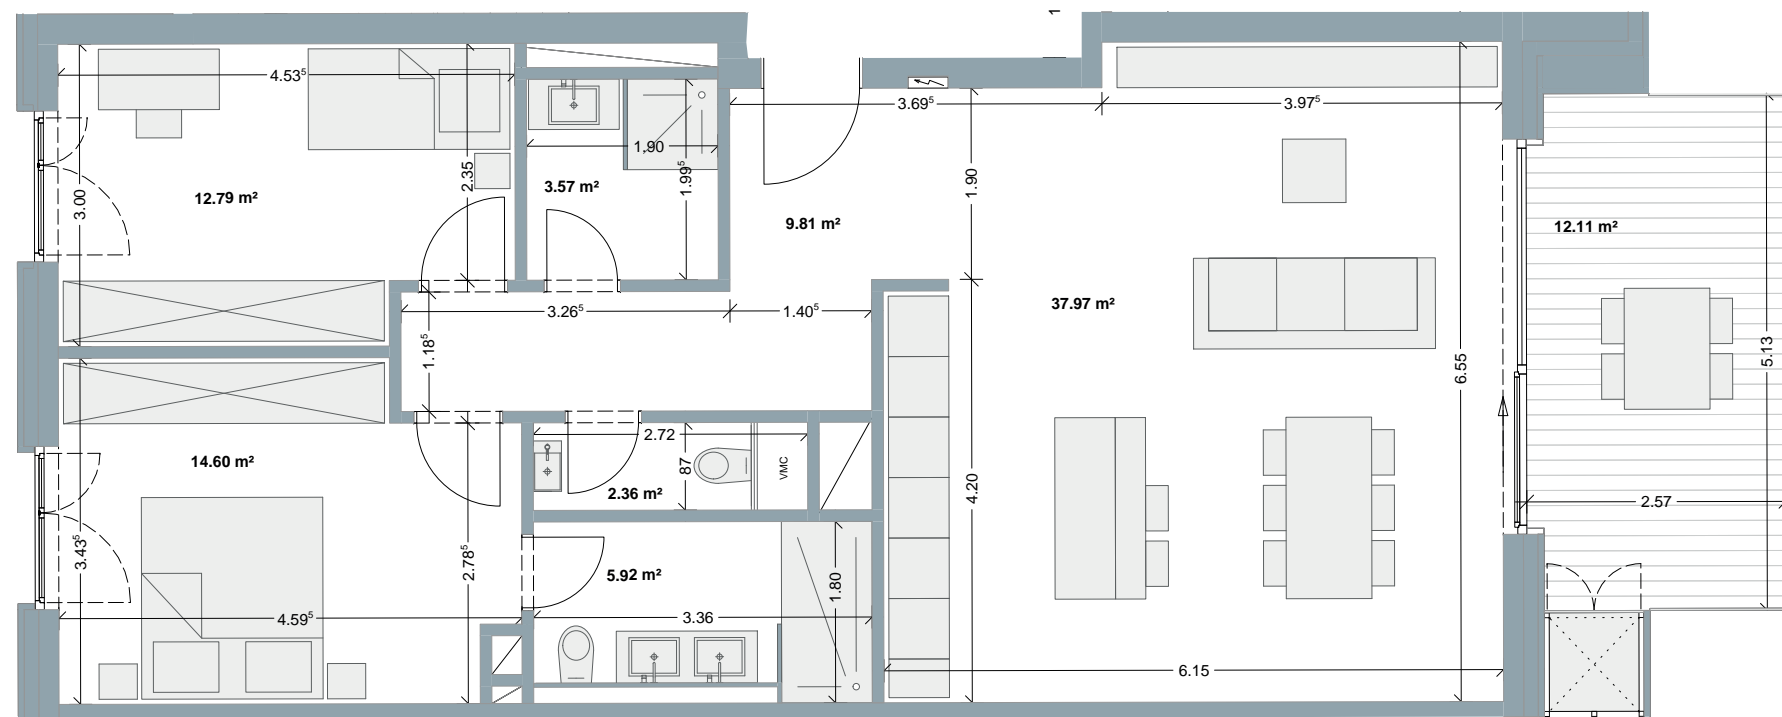 1
4.53⁵
3.69⁵
3.97⁵
1.90
2.35
1.99⁵
1.90
3.00
3.57 m²
12.79 m²
9.81 m²
12.11 m²
3.26⁵
1.40⁵
37.97 m²
1.18⁵
6.55
5.13
2.72
14.60 m²
87
VMC
2.36 m²
4.20
2.57
3.43⁵
2.78⁵
5.92 m²
1.80
4.59⁵
3.36
6.15